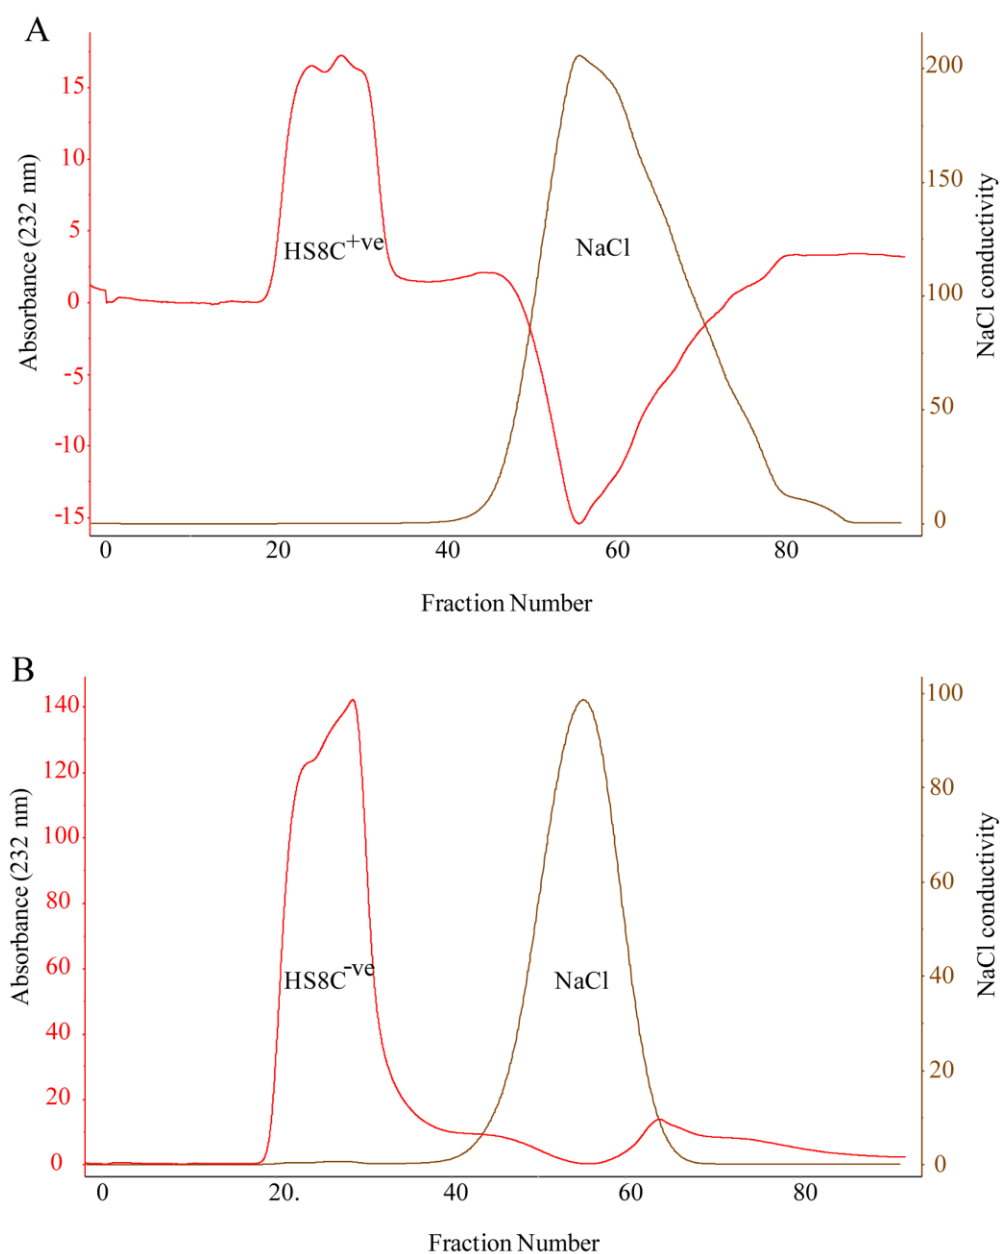 A
Absorbance (232 nm)
15
10
5
0
-5
-10
-15
HS8C+ve
NaCl
200
150
100
50
0
NaCl conductivity
0 20 40 60 80
Fraction Number
B
Absorbance (232 nm)
140
120
100
80
60
40
20
0
HS8C-ve
NaCl
100
80
60
40
20
0
NaCl conductivity
0 20. 40 60 80
Fraction Number